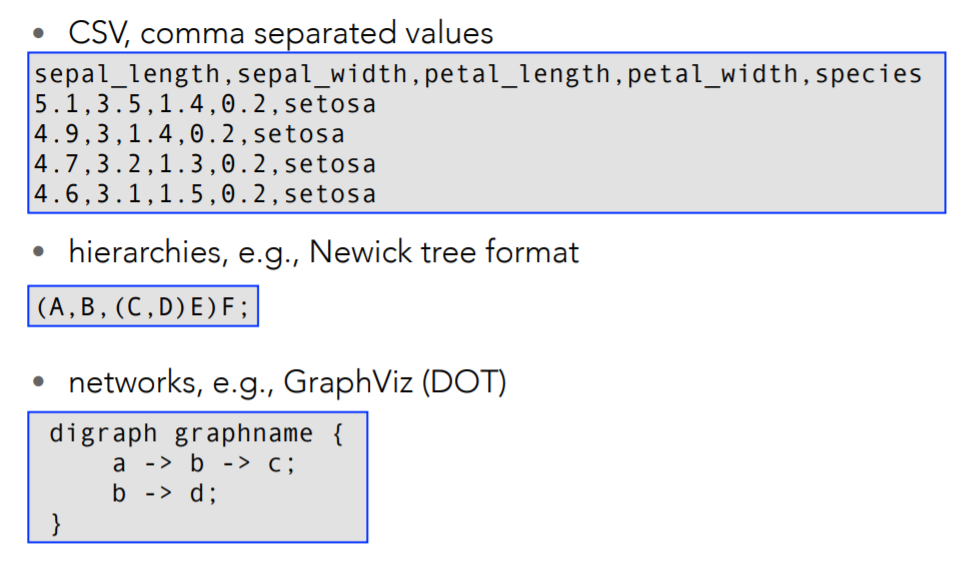 • CSV, comma separated values
sepal_length,sepal_width,petal_length,petal_width,species
5.1,3.5,1.4,0.2,setosa
4.9,3,1.4,0.2,setosa
4.7,3.2,1.3,0.2,setosa
4.6,3.1,1.5,0.2,setosa
• hierarchies, e.g., Newick tree format
(A,B,(C,D)E)F;
• networks, e.g., GraphViz (DOT)
digraph graphname {
    a -> b -> c;
    b -> d;
}